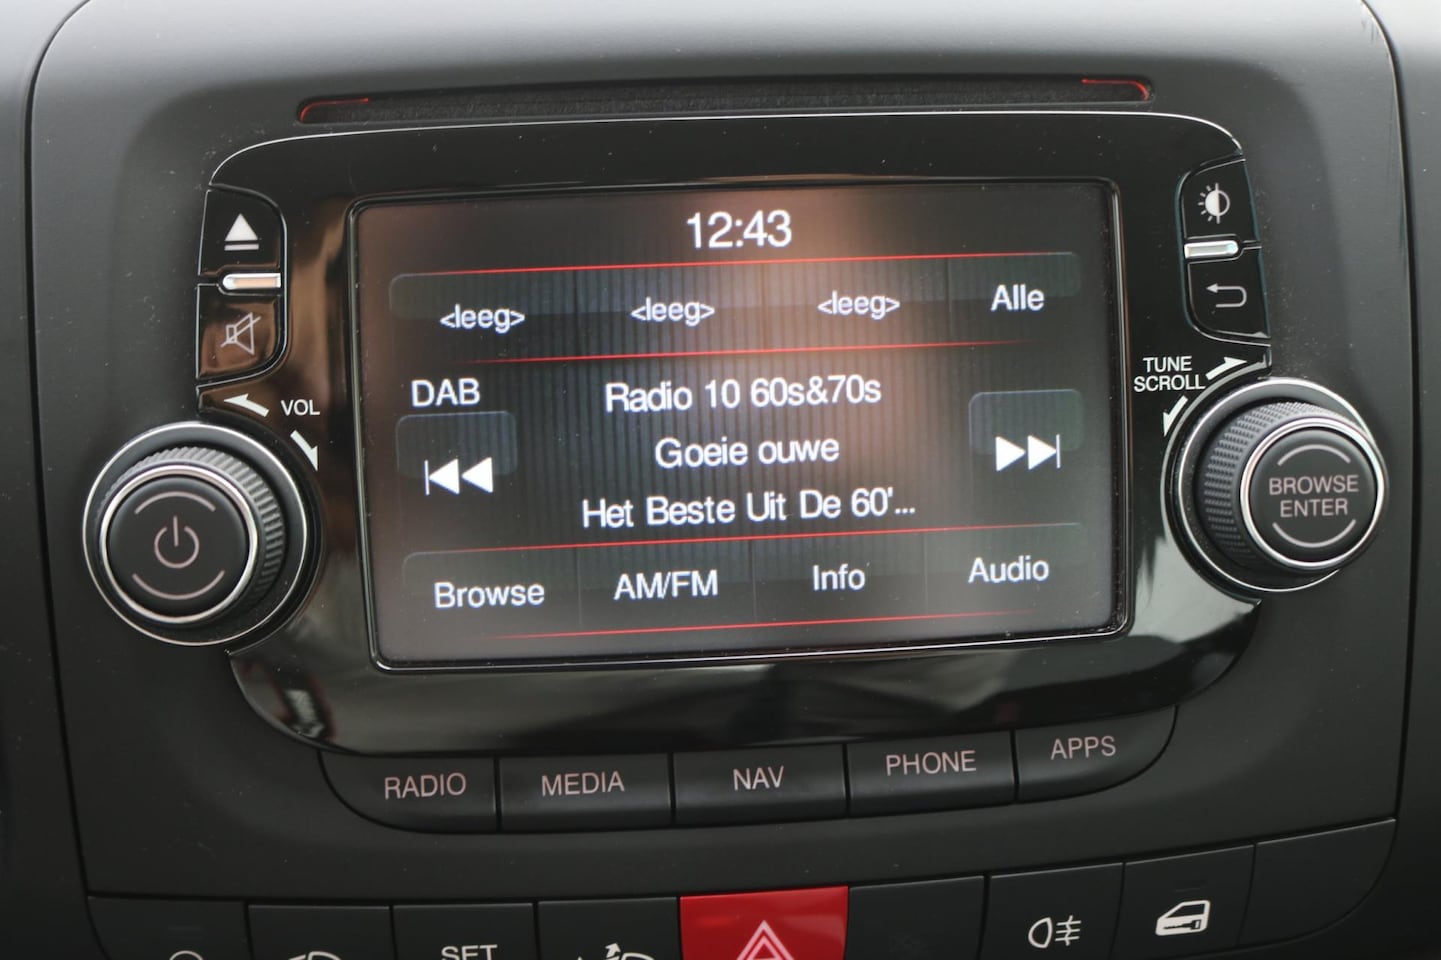 12:43
<leeg> <leeg> <leeg> Alle
DAB
Radio 10 60s&70s
Goeie ouwe
Het Beste Uit De 60'...
Browse AM/FM Info Audio
VOL
TUNE
SCROLL
BROWSE
ENTER
RADIO MEDIA NAV PHONE APPS
SET